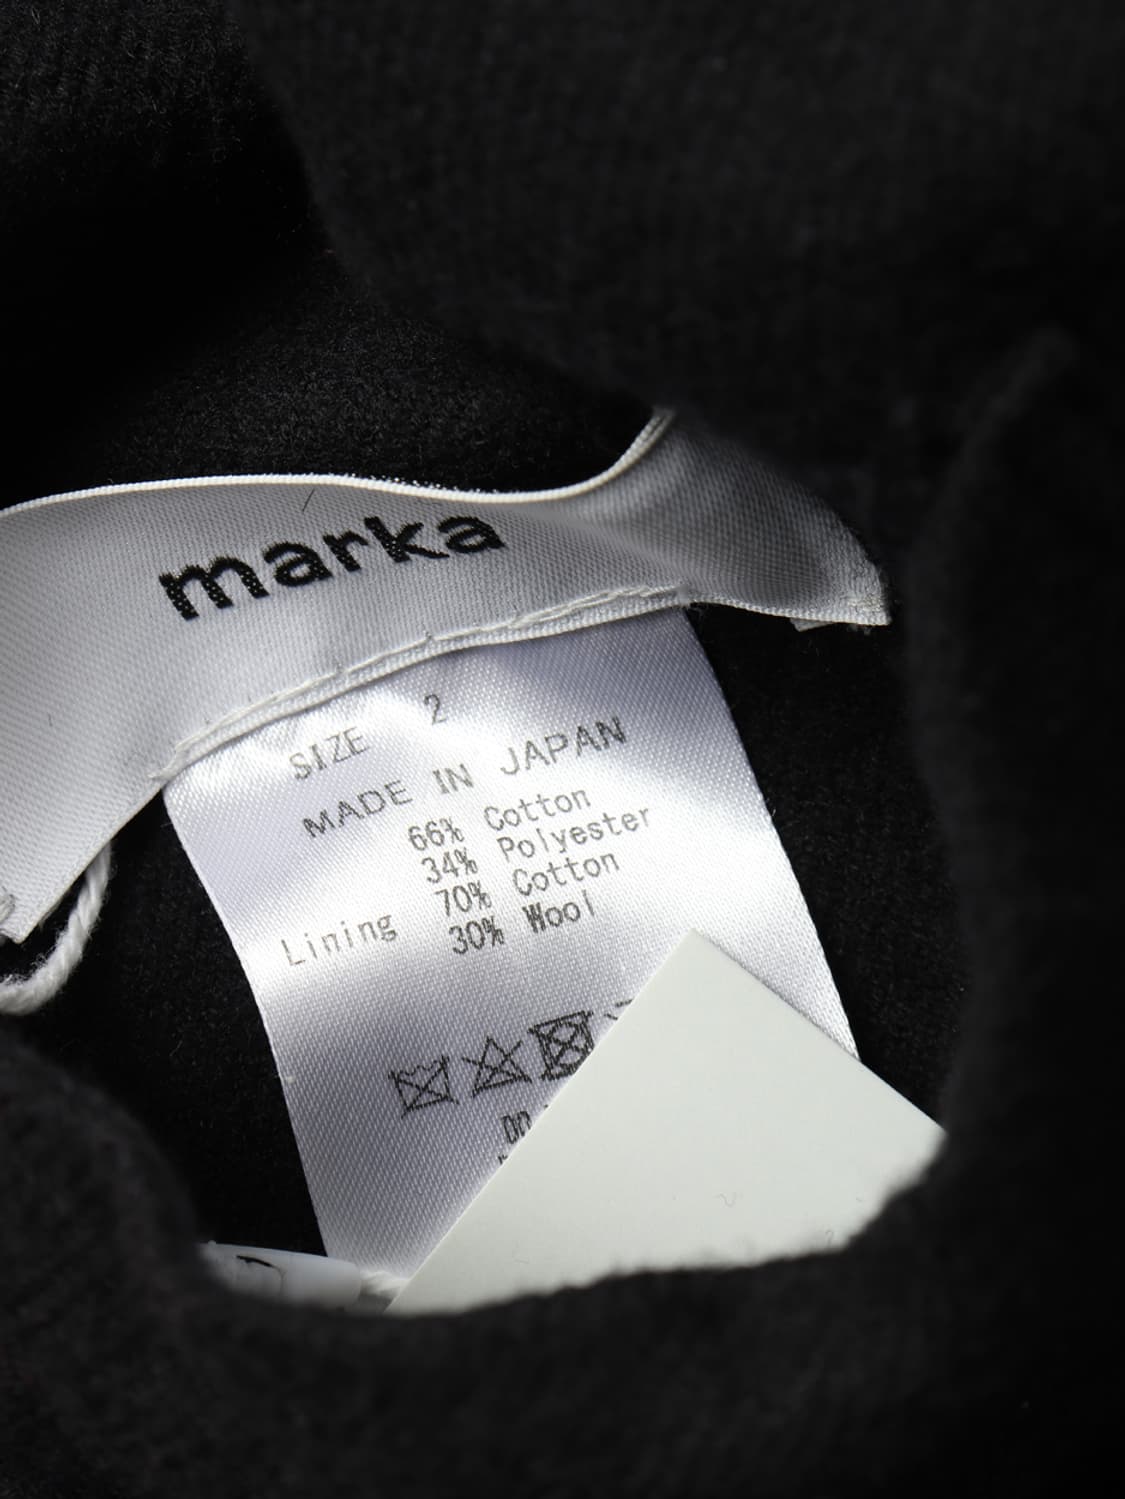 marka
SIZE 2
MADE IN JAPAN
66% Cotton
34% Polyester
70% Cotton
Lining 30% Wool